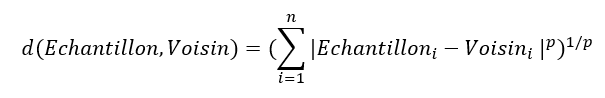 d(Echantillon, Voisin) = (∑_{i=1}^{n} |Echantillon_i − Voisin_i |^p)^{1/p}